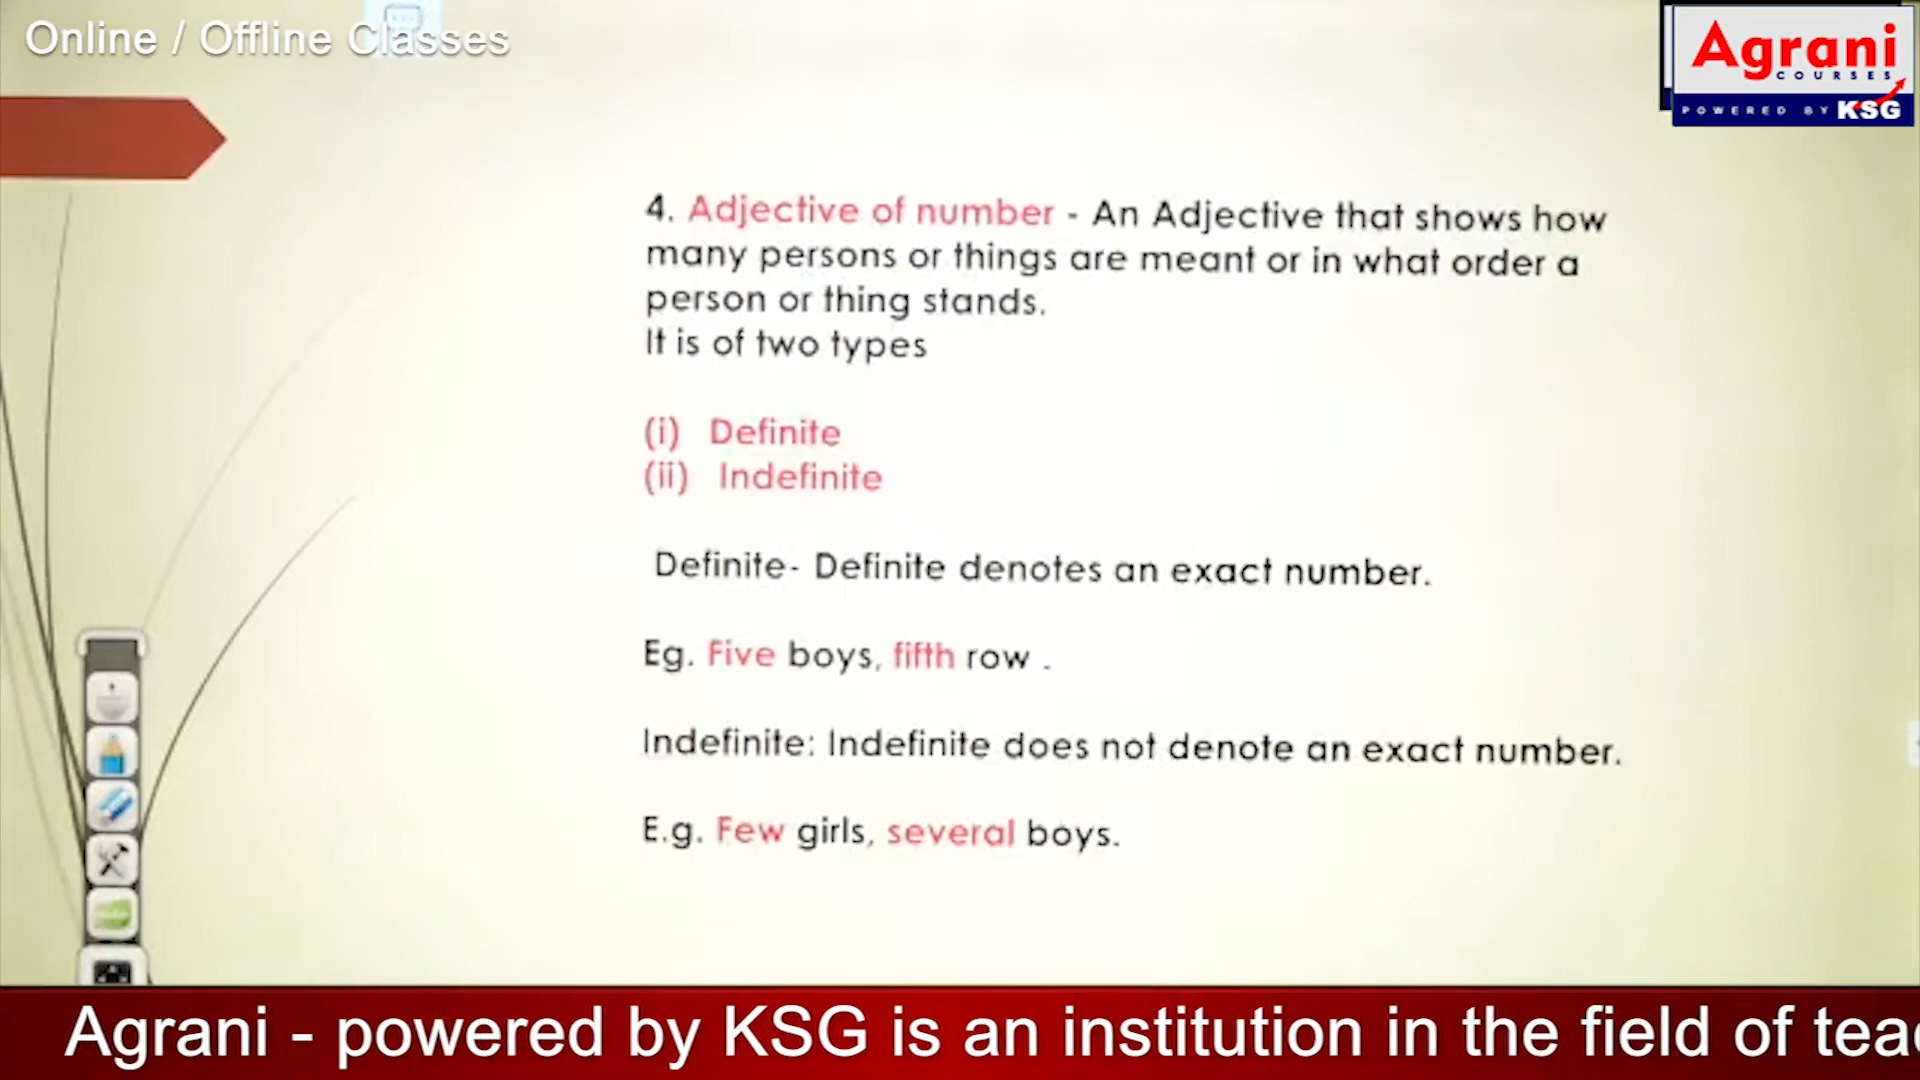 Online / Offline Classes
Agrani
COURSES
POWERED BY KSG
4. Adjective of number - An Adjective that shows how
many persons or things are meant or in what order a
person or thing stands.
It is of two types
(i) Definite
(ii) Indefinite
Definite- Definite denotes an exact number.
Eg. Five boys, fifth row .
Indefinite: Indefinite does not denote an exact number.
E.g. Few girls, several boys.
Agrani - powered by KSG is an institution in the field of